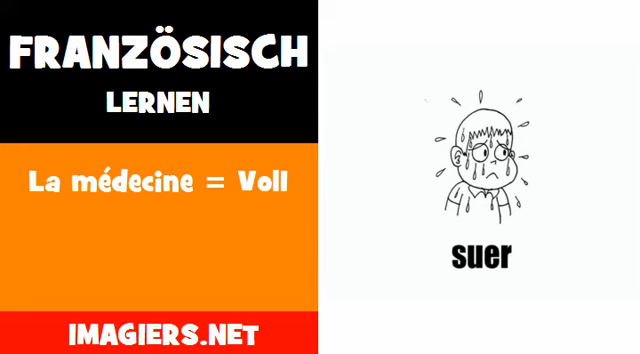 FRANZÖSISCH
LERNEN
La médecine = Voll
IMAGIERS.NET
suer